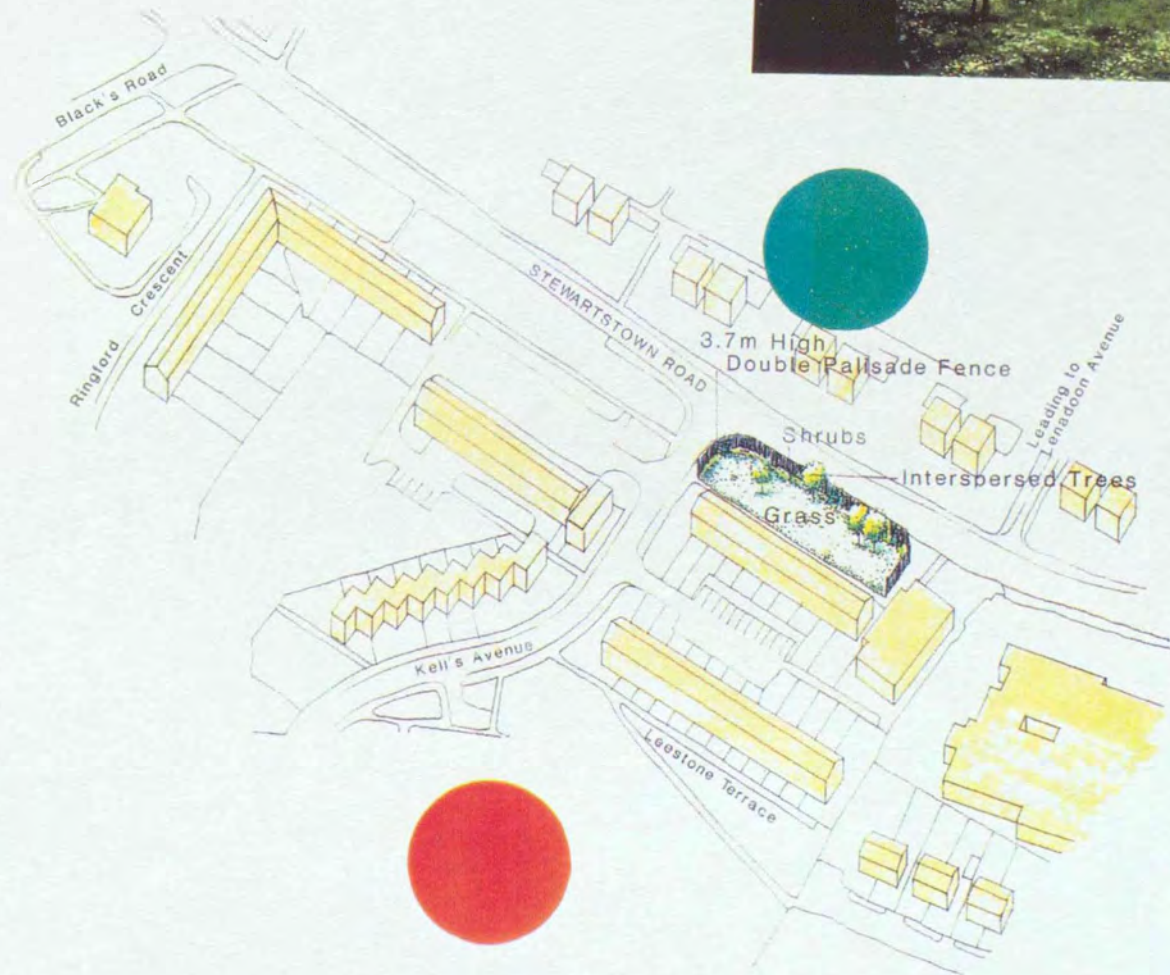 Black's Road
Ringford Crescent
STEWARTSTOWN ROAD
3.7m High
Double Palisade Fence
Shrubs
Interspersed Trees
Grass
Leading to
Lenadoon Avenue
Kell's Avenue
Leestone Terrace